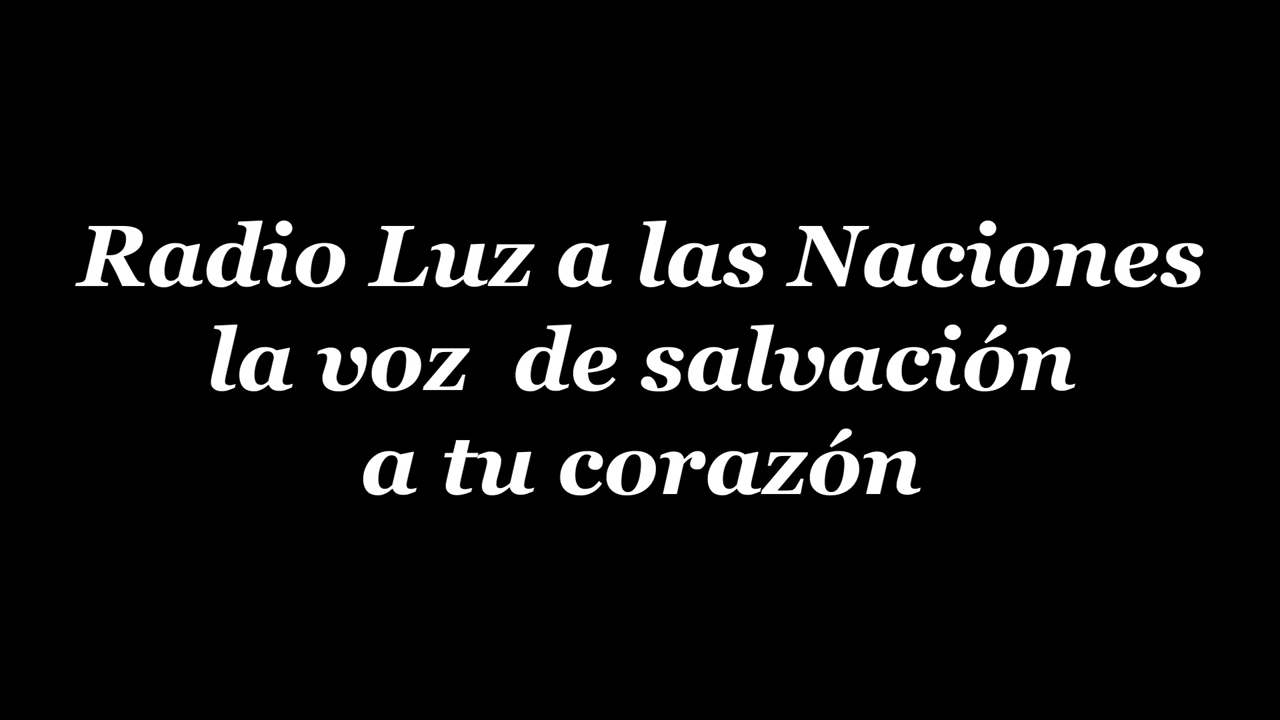 Radio Luz a las Naciones
la voz  de salvación
a tu corazón